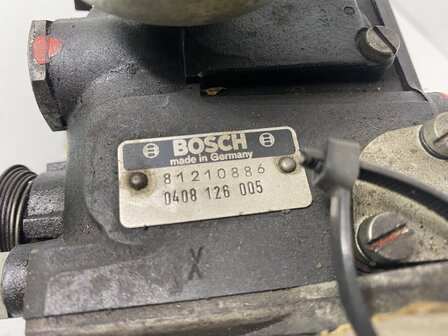 BOSCH
made in Germany
81210886
0408 126 005
X